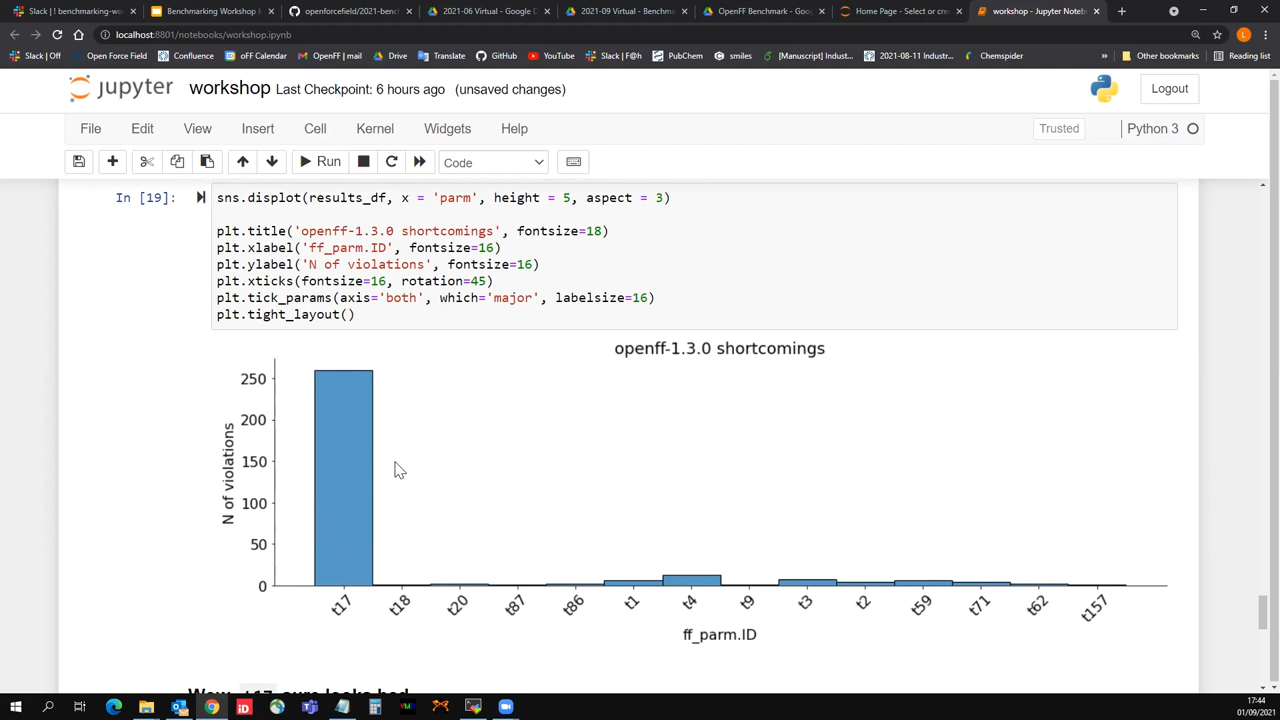 Slack | ! benchmarking-wo
Benchmarking Workshop
openforcefield/2021-bench
2021-06 Virtual - Google D
2021-09 Virtual - Benchma
OpenFF Benchmark - Goog
Home Page - Select or cre
workshop - Jupyter Noteb
localhost:8801/notebooks/workshop.ipynb
Slack | Off
Open Force Field
Confluence
oFF Calendar
OpenFF | mail
Drive
Translate
GitHub
YouTube
Slack | F@h
PubChem
smiles
[Manuscript] Indust...
2021-08-11 Industr...
Chemspider
»
Other bookmarks
Reading list
jupyter workshop Last Checkpoint: 6 hours ago (unsaved changes)
Logout
File Edit View Insert Cell Kernel Widgets Help
Trusted
Python 3
Run
Code
In [19]:
sns.displot(results_df, x = 'parm', height = 5, aspect = 3)
plt.title('openff-1.3.0 shortcomings', fontsize=18)
plt.xlabel('ff_parm.ID', fontsize=16)
plt.ylabel('N of violations', fontsize=16)
plt.xticks(fontsize=16, rotation=45)
plt.tick_params(axis='both', which='major', labelsize=16)
plt.tight_layout()
openff-1.3.0 shortcomings
N of violations
250
200
150
100
50
0
t17 t18 t20 t87 t86 t1 t4 t9 t3 t2 t59 t71 t62 t157
ff_parm.ID
Wow, t17 sure looks bad
17:44
01/09/2021